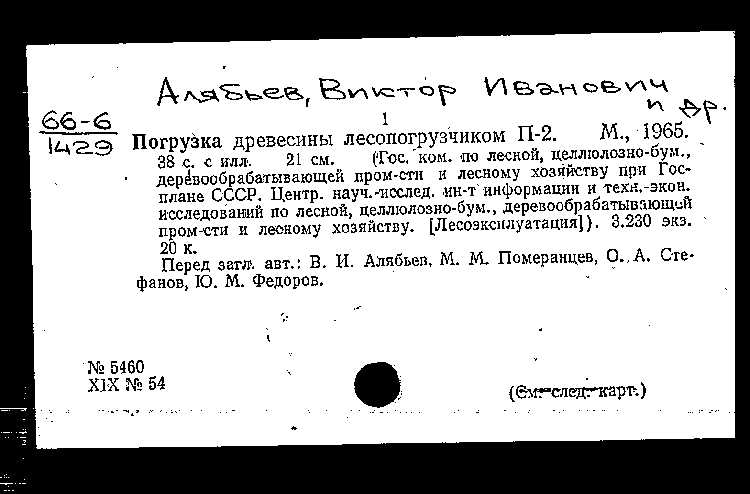 Алябьев, Виктор Иванович
и др.
66-6
1429
1
Погрузка древесины лесопогрузчиком П-2. М., 1965.
38 с. с илл. 21 см. (Гос. ком. по лесной, целлюлозно-бум.,
деревообрабатывающей пром-сти и лесному хозяйству при Гос-
плане СССР. Центр. науч.-исслед. ин-т информации и техн.-экон.
исследований по лесной, целлюлозно-бум., деревообрабатывающей
пром-сти и лесному хозяйству. [Лесоэксплуатация]). 3.230 экз.
20 к.
Перед загл. авт.: В. И. Алябьев, М. М. Померанцев, О. А. Сте-
фанов, Ю. М. Федоров.
№ 5460
XIX № 54
(См. след. карт.)